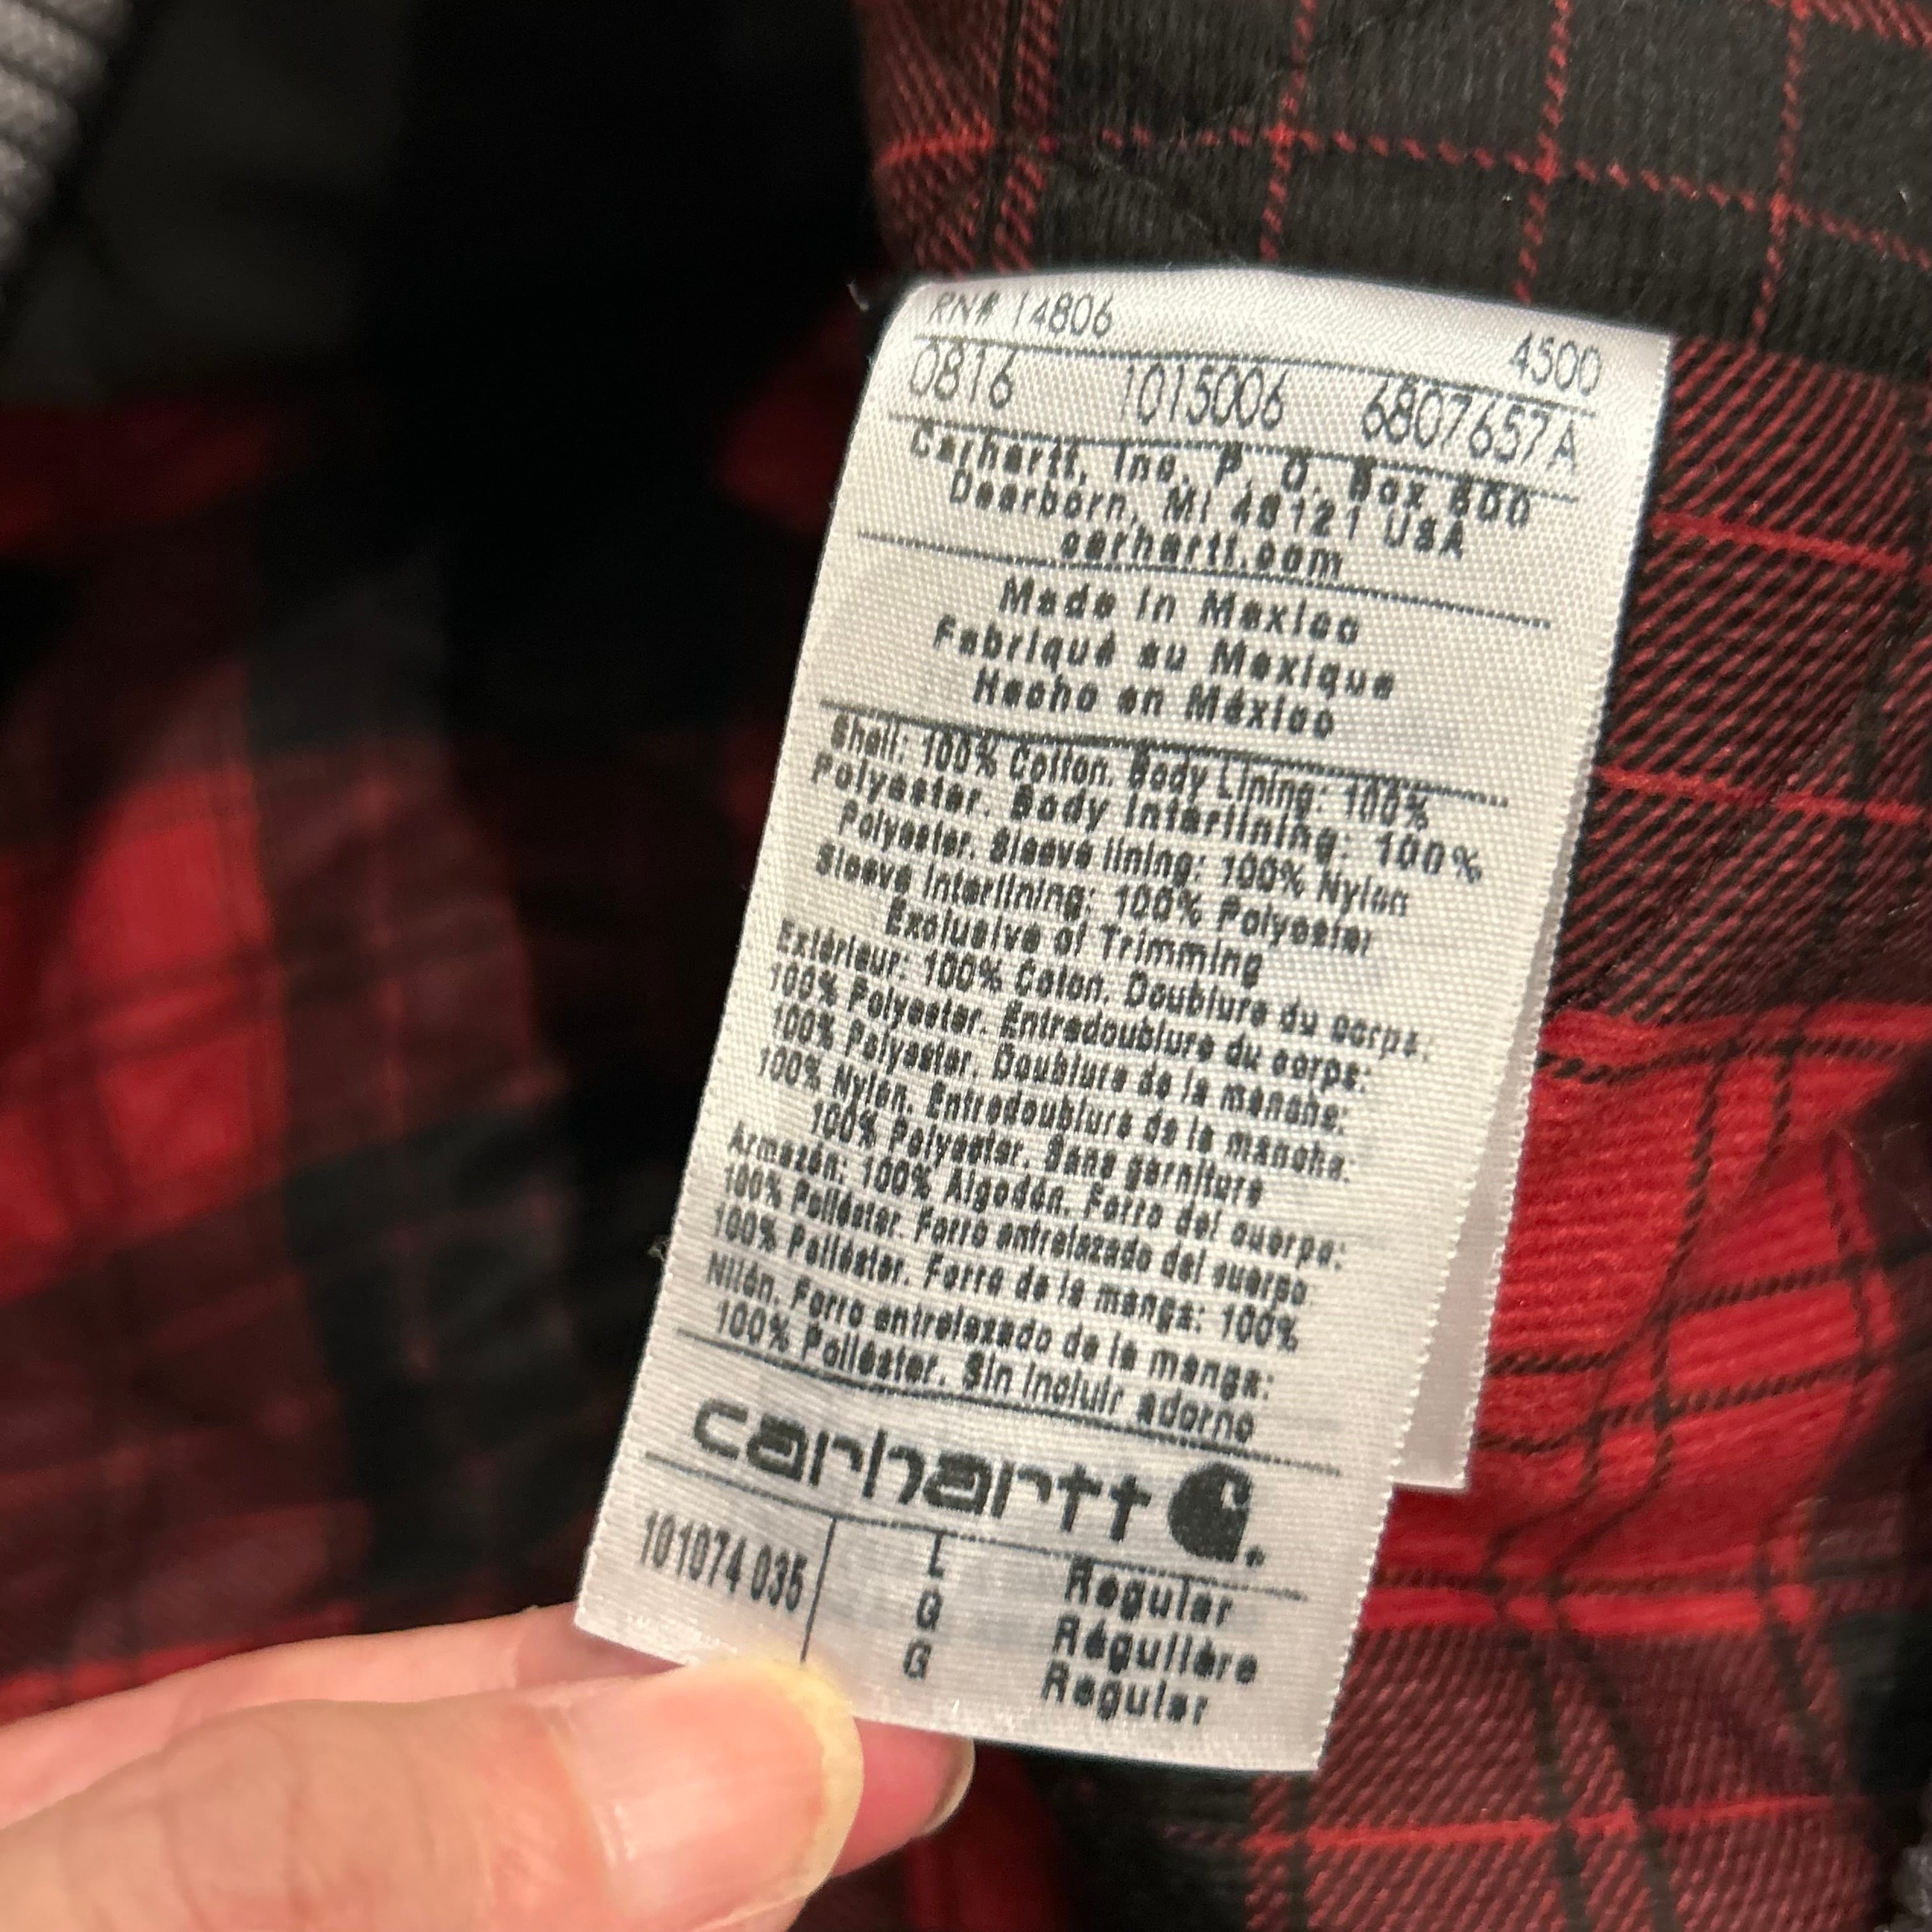 RN# 14806
4500
0816 1015006 6807657A
Carhartt, Inc. P. O. Box 600
Dearborn, MI 48121 USA
carhartt.com
Made in Mexico
Fabriqué au Mexique
Hecho en México
Shell: 100% Cotton. Body Lining: 100%
Polyester. Body Interlining: 100%
Polyester. Sleeve lining: 100% Nylon
Sleeve Interlining: 100% Polyester
Exclusive of Trimming
Extérieur: 100% Coton. Doublure du corps:
100% Polyester. Entredoublure du corps:
100% Polyester. Doublure de la manche:
100% Nylon. Entredoublure de la manche.
100% Polyester. Sans garniture
Armazón: 100% Algodón. Forro del cuerpo:
100% Poliéster. Forro entrelazado del cuerpo
100% Poliéster. Forro de la manga: 100%
Nilón. Forro entrelazado de la manga:
100% Poliéster. Sin incluir adorno
carhartt
101074 035 L Regular
G Régulière
G Regular